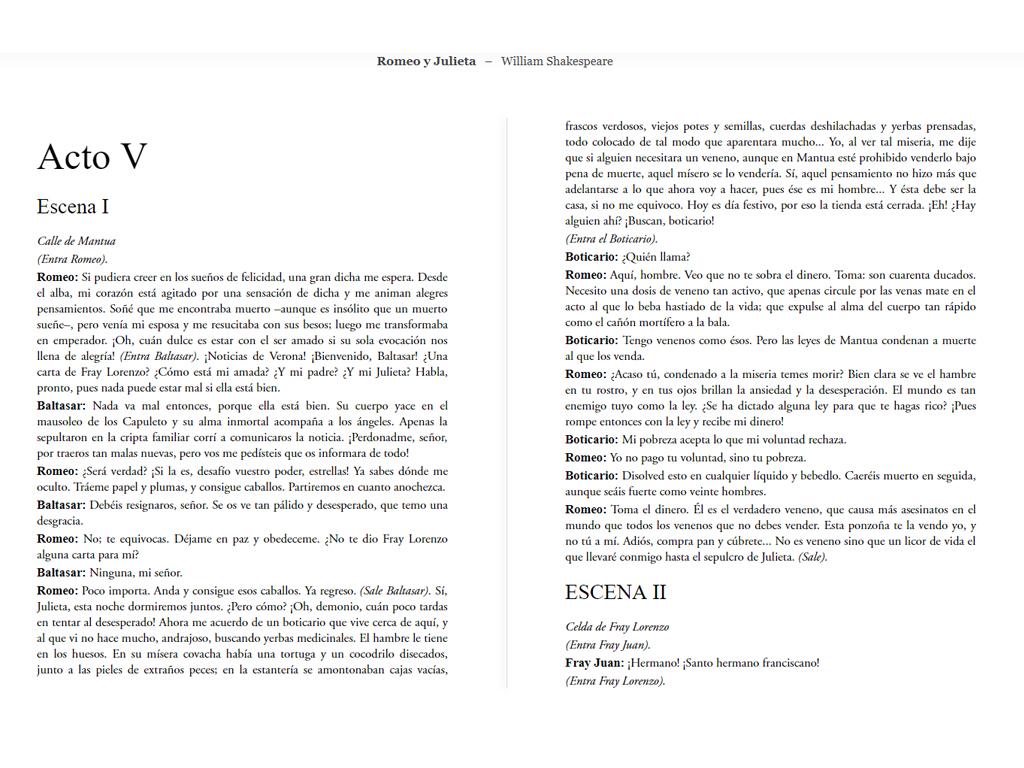 Romeo y Julieta – William Shakespeare
Acto V
Escena I
Calle de Mantua
(Entra Romeo).
Romeo: Si pudiera creer en los sueños de felicidad, una gran dicha me espera. Desde
el alba, mi corazón está agitado por una sensación de dicha y me animan alegres
pensamientos. Soñé que me encontraba muerto –aunque es insólito que un muerto
sueñe–, pero venía mi esposa y me resucitaba con sus besos; luego me transformaba
en emperador. ¡Oh, cuán dulce es estar con el ser amado si su sola evocación nos
llena de alegría! (Entra Baltasar). ¡Noticias de Verona! ¡Bienvenido, Baltasar! ¿Una
carta de Fray Lorenzo? ¿Cómo está mi amada? ¿Y mi padre? ¿Y mi Julieta? Habla,
pronto, pues nada puede estar mal si ella está bien.
Baltasar: Nada va mal entonces, porque ella está bien. Su cuerpo yace en el
mausoleo de los Capuleto y su alma inmortal acompaña a los ángeles. Apenas la
sepultaron en la cripta familiar corrí a comunicaros la noticia. ¡Perdonadme, señor,
por traeros tan malas nuevas, pero vos me pedísteis que os informara de todo!
Romeo: ¿Será verdad? ¡Si la es, desafío vuestro poder, estrellas! Ya sabes dónde me
oculto. Tráeme papel y plumas, y consigue caballos. Partiremos en cuanto anochezca.
Baltasar: Debéis resignaros, señor. Se os ve tan pálido y desesperado, que temo una
desgracia.
Romeo: No; te equivocas. Déjame en paz y obedeceme. ¿No te dio Fray Lorenzo
alguna carta para mí?
Baltasar: Ninguna, mi señor.
Romeo: Poco importa. Anda y consigue esos caballos. Ya regreso. (Sale Baltasar). Sí,
Julieta, esta noche dormiremos juntos. ¿Pero cómo? ¡Oh, demonio, cuán poco tardas
en tentar al desesperado! Ahora me acuerdo de un boticario que vive cerca de aquí, y
al que vi no hace mucho, andrajoso, buscando yerbas medicinales. El hambre le tiene
en los huesos. En su mísera covacha había una tortuga y un cocodrilo disecados,
junto a las pieles de extraños peces; en la estantería se amontonaban cajas vacías,
frascos verdosos, viejos potes y semillas, cuerdas deshilachadas y yerbas prensadas,
todo colocado de tal modo que aparentara mucho... Yo, al ver tal miseria, me dije
que si alguien necesitara un veneno, aunque en Mantua esté prohibido venderlo bajo
pena de muerte, aquel mísero se lo vendería. Sí, aquel pensamiento no hizo más que
adelantarse a lo que ahora voy a hacer, pues ése es mi hombre... Y ésta debe ser la
casa, si no me equivoco. Hoy es día festivo, por eso la tienda está cerrada. ¡Eh! ¿Hay
alguien ahí? ¡Buscan, boticario!
(Entra el Boticario).
Boticario: ¿Quién llama?
Romeo: Aquí, hombre. Veo que no te sobra el dinero. Toma: son cuarenta ducados.
Necesito una dosis de veneno tan activo, que apenas circule por las venas mate en el
acto al que lo beba hastiado de la vida; que expulse al alma del cuerpo tan rápido
como el cañón mortífero a la bala.
Boticario: Tengo venenos como ésos. Pero las leyes de Mantua condenan a muerte
al que los venda.
Romeo: ¿Acaso tú, condenado a la miseria temes morir? Bien clara se ve el hambre
en tu rostro, y en tus ojos brillan la ansiedad y la desesperación. El mundo es tan
enemigo tuyo como la ley. ¿Se ha dictado alguna ley para que te hagas rico? ¡Pues
rompe entonces con la ley y recibe mi dinero!
Boticario: Mi pobreza acepta lo que mi voluntad rechaza.
Romeo: Yo no pago tu voluntad, sino tu pobreza.
Boticario: Disolved esto en cualquier líquido y bebedlo. Caeréis muerto en seguida,
aunque seáis fuerte como veinte hombres.
Romeo: Toma el dinero. Él es el verdadero veneno, que causa más asesinatos en el
mundo que todos los venenos que no debes vender. Esta ponzoña te la vendo yo, y
no tú a mí. Adiós, compra pan y cúbrete... No es veneno sino que un licor de vida el
que llevaré conmigo hasta el sepulcro de Julieta. (Sale).
ESCENA II
Celda de Fray Lorenzo
(Entra Fray Juan).
Fray Juan: ¡Hermano! ¡Santo hermano franciscano!
(Entra Fray Lorenzo).